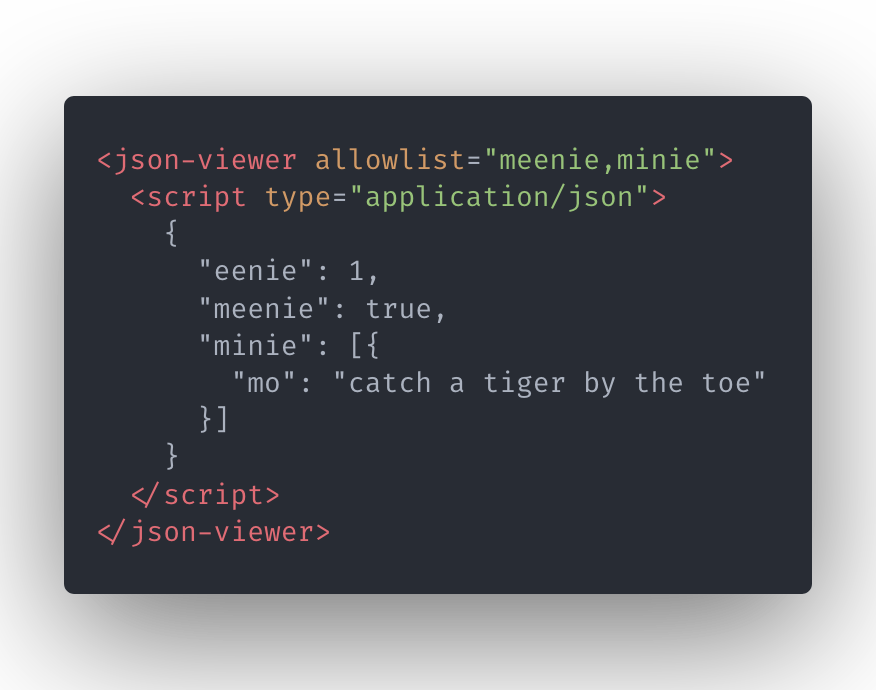 <json-viewer allowlist="meenie,minie">
  <script type="application/json">
    {
      "eenie": 1,
      "meenie": true,
      "minie": [{
        "mo": "catch a tiger by the toe"
      }]
    }
  </script>
</json-viewer>